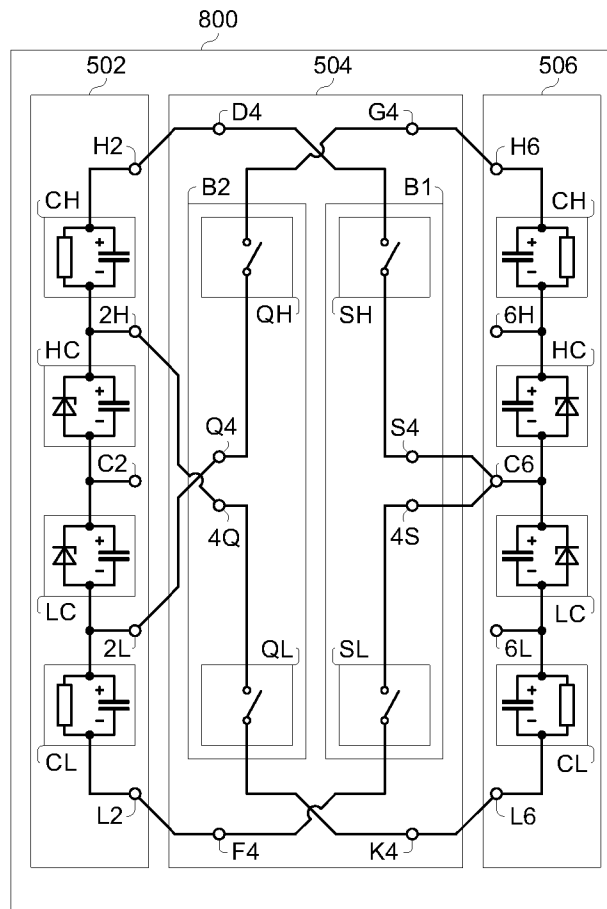 800
502 504 506
H2 D4 G4 H6
CH B2 B1 CH
+ - + -
2H QH SH 6H
HC HC
+ - + -
C2 Q4 S4 C6
4Q 4S
+ - + -
LC LC
2L QL SL 6L
+ - + -
CL CL
L2 F4 K4 L6